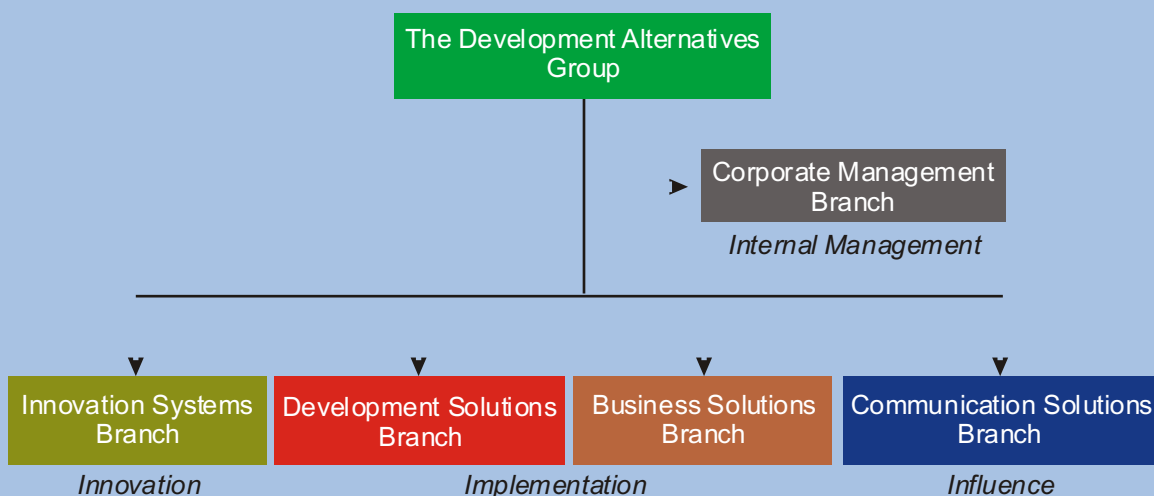 The Development Alternatives
Group
Corporate Management
Branch
Internal Management
Innovation Systems
Branch
Development Solutions
Branch
Business Solutions
Branch
Communication Solutions
Branch
Innovation
Implementation
Influence